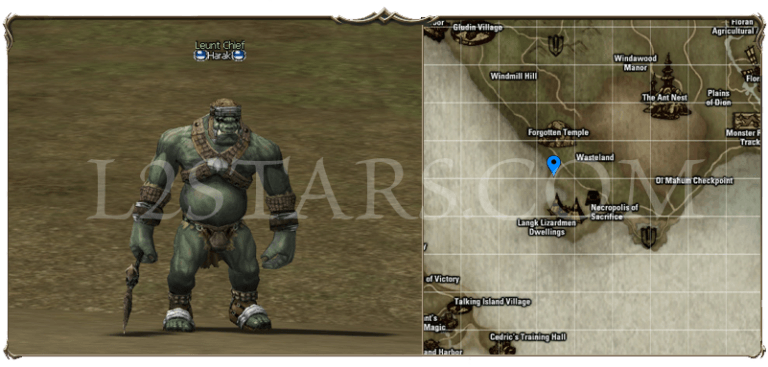 Leunt Chief
Harak
L2STARS.COM
Gludin Village
Floran
Agricultural
Windawood
Manor
Windmill Hill
The Ant Nest
Plains
of Dion
Forgotten Temple
Monster
Track
Wasteland
Ol Mahum Checkpoint
Necropolis of
Sacrifice
Langk Lizardmen
Dwellings
of Victory
Talking Island Village
Magic
Cedric's Training Hall
and Harbor